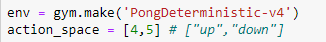 env = gym.make('PongDeterministic-v4')
action_space = [4,5] # ["up","down"]